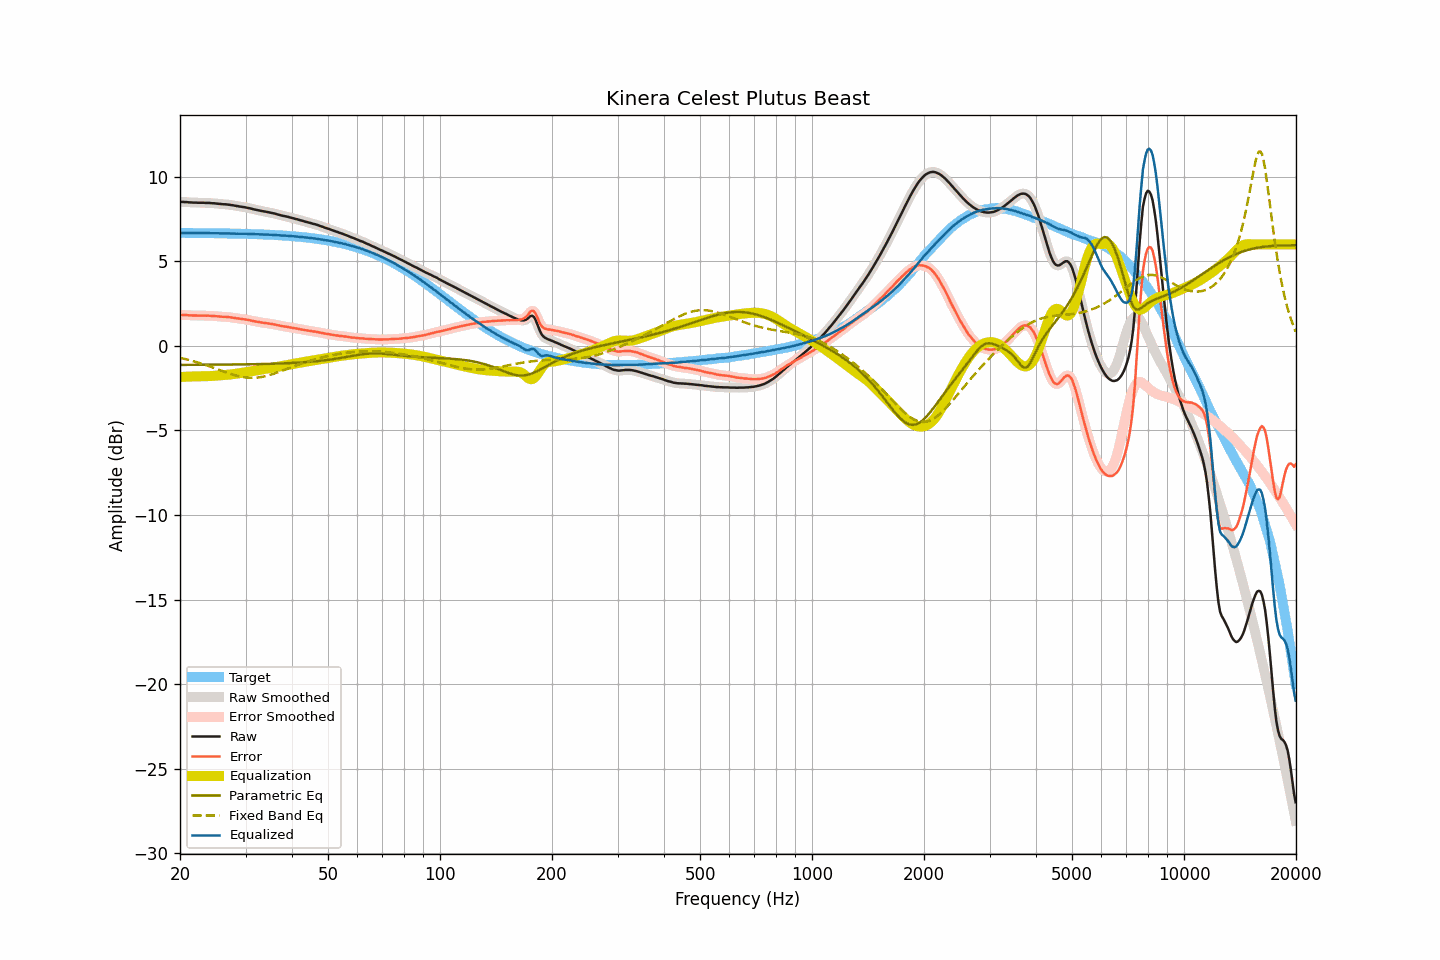 Kinera Celest Plutus Beast
Amplitude (dBr)
10
5
0
−5
−10
−15
−20
−25
−30
Target
Raw Smoothed
Error Smoothed
Raw
Error
Equalization
Parametric Eq
Fixed Band Eq
Equalized
20 50 100 200 500 1000 2000 5000 10000 20000
Frequency (Hz)